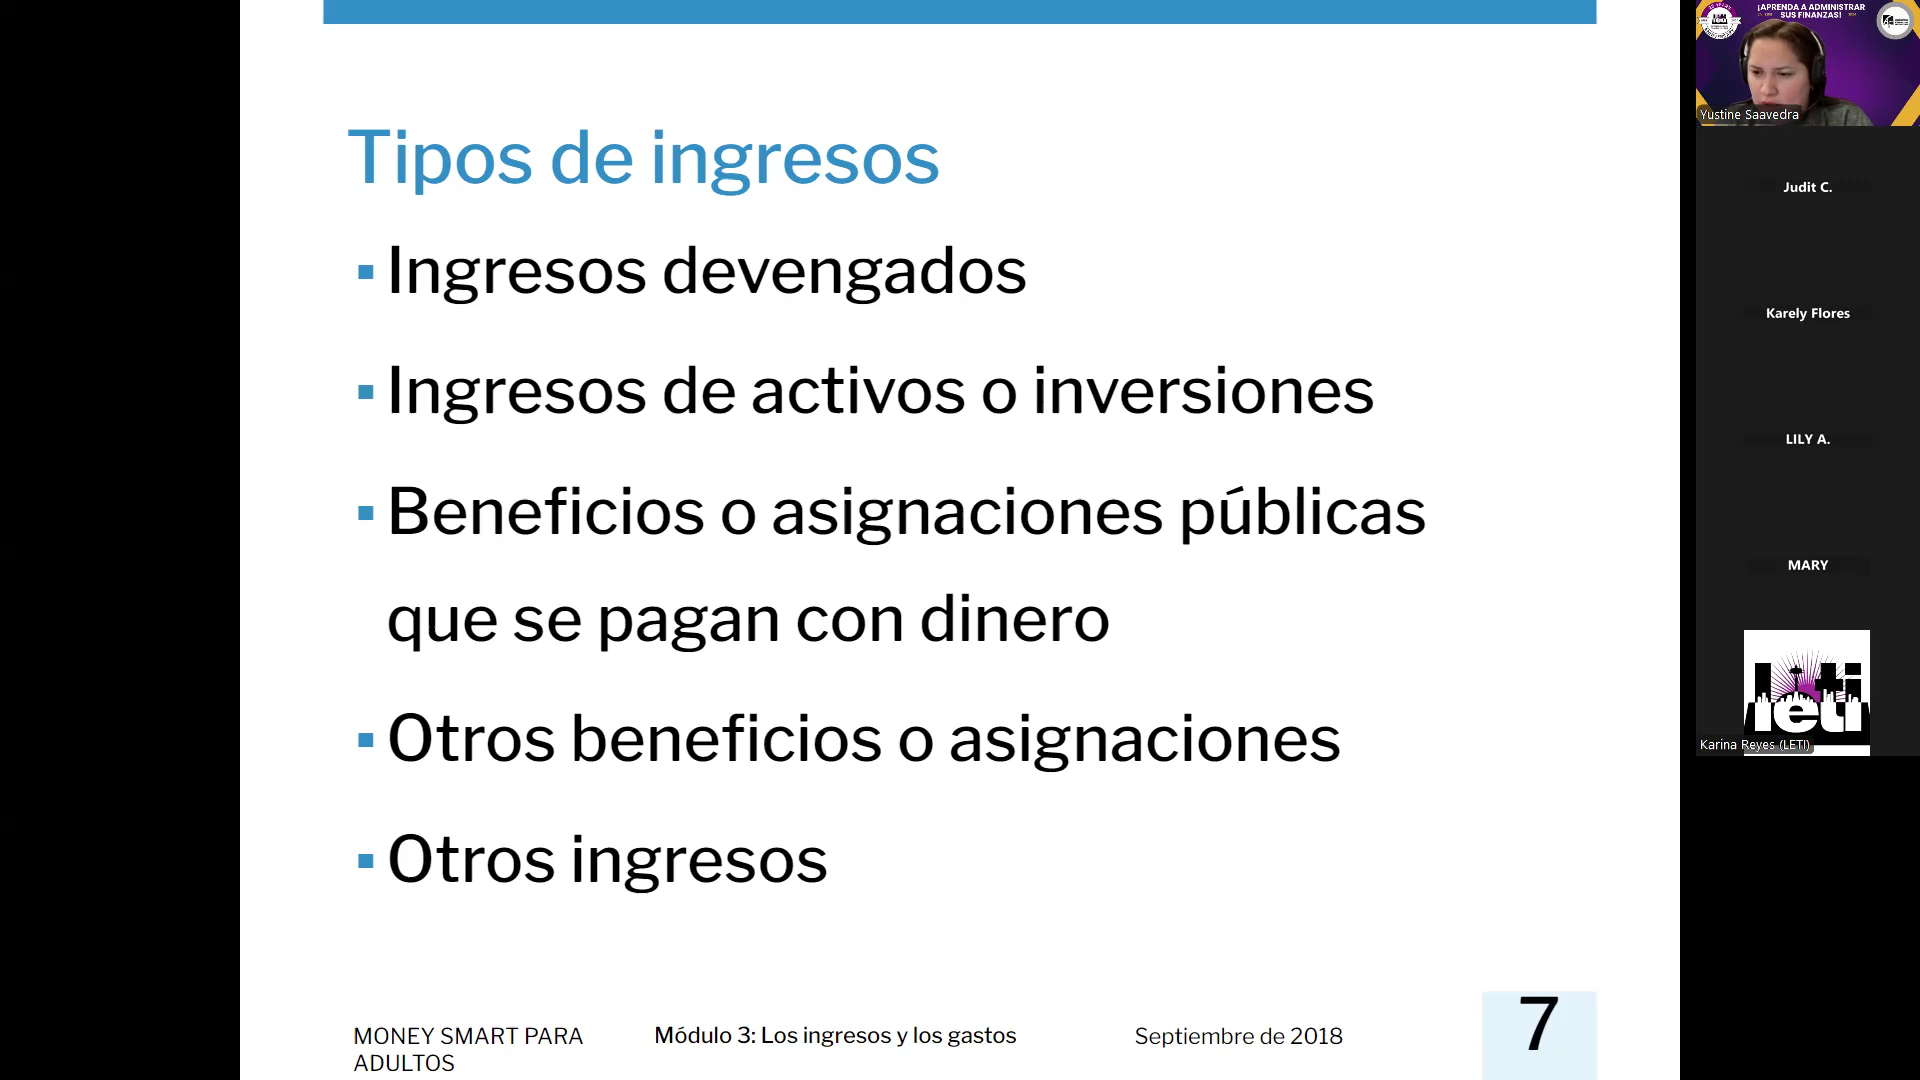 Tipos de ingresos
Ingresos devengados
Ingresos de activos o inversiones
Beneficios o asignaciones públicas
que se pagan con dinero
Otros beneficios o asignaciones
Otros ingresos
MONEY SMART PARA
ADULTOS
Módulo 3: Los ingresos y los gastos
Septiembre de 2018
7
¡APRENDA A ADMINISTRAR
SUS FINANZAS!
Yustine Saavedra
Judit C.
Karely Flores
LILY A.
MARY
leti
Karina Reyes (LETI)